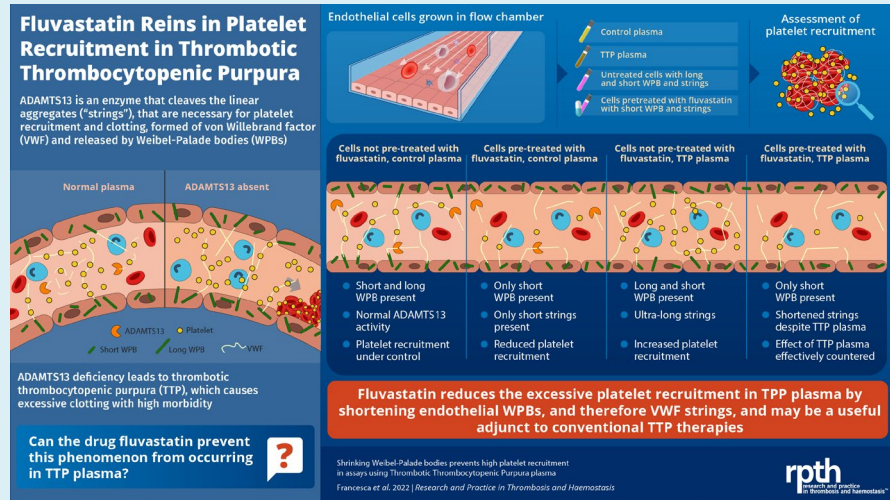 Fluvastatin Reins in Platelet
Recruitment in Thrombotic
Thrombocytopenic Purpura
ADAMTS13 is an enzyme that cleaves the linear
aggregates (“strings”), that are necessary for platelet
recruitment and clotting, formed of von Willebrand factor
(VWF) and released by Weibel-Palade bodies (WPBs)
Normal plasma
ADAMTS13 absent
ADAMTS13
Platelet
Short WPB
Long WPB
VWF
ADAMTS13 deficiency leads to thrombotic
thrombocytopenic purpura (TTP), which causes
excessive clotting with high morbidity
Can the drug fluvastatin prevent
this phenomenon from occurring
in TTP plasma?
?
Endothelial cells grown in flow chamber
Control plasma
TTP plasma
Untreated cells with long
and short WPB and strings
Cells pretreated with fluvastatin
with short WPB and strings
Assessment of
platelet recruitment
Cells not pre-treated with
fluvastatin, control plasma
Cells pre-treated with
fluvastatin, control plasma
Cells not pre-treated with
fluvastatin, TTP plasma
Cells pre-treated with
fluvastatin, TTP plasma
Short and long
WPB present
Normal ADAMTS13
activity
Platelet recruitment
under control
Only short
WPB present
Only short strings
present
Reduced platelet
recruitment
Long and short
WPB present
Ultra-long strings
Increased platelet
recruitment
Only short
WPB present
Shortened strings
despite TTP plasma
Effect of TTP plasma
effectively countered
Fluvastatin reduces the excessive platelet recruitment in TPP plasma by
shortening endothelial WPBs, and therefore VWF strings, and may be a useful
adjunct to conventional TTP therapies
Shrinking Weibel-Palade bodies prevents high platelet recruitment
in assays using Thrombotic Thrombocytopenic Purpura plasma
Francesca et al. 2022 | Research and Practice in Thrombosis and Haemostasis
rpth
research and practice
in thrombosis and haemostasis